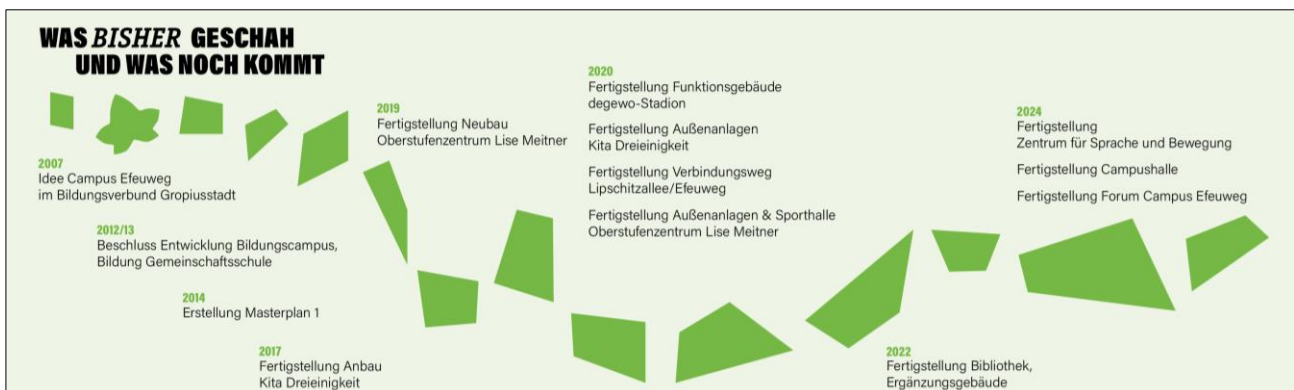 WAS BISHER GESCHAH
UND WAS NOCH KOMMT
2007
Idee Campus Efeuweg
im Bildungsverbund Gropiusstadt
2012/13
Beschluss Entwicklung Bildungscampus,
Bildung Gemeinschaftsschule
2014
Erstellung Masterplan 1
2017
Fertigstellung Anbau
Kita Dreieinigkeit
2019
Fertigstellung Neubau
Oberstufenzentrum Lise Meitner
2020
Fertigstellung Funktionsgebäude
degewo-Stadion
Fertigstellung Außenanlagen
Kita Dreieinigkeit
Fertigstellung Verbindungsweg
Lipschitzallee/Efeuweg
Fertigstellung Außenanlagen & Sporthalle
Oberstufenzentrum Lise Meitner
2022
Fertigstellung Bibliothek,
Ergänzungsgebäude
2024
Fertigstellung
Zentrum für Sprache und Bewegung
Fertigstellung Campushalle
Fertigstellung Forum Campus Efeuweg